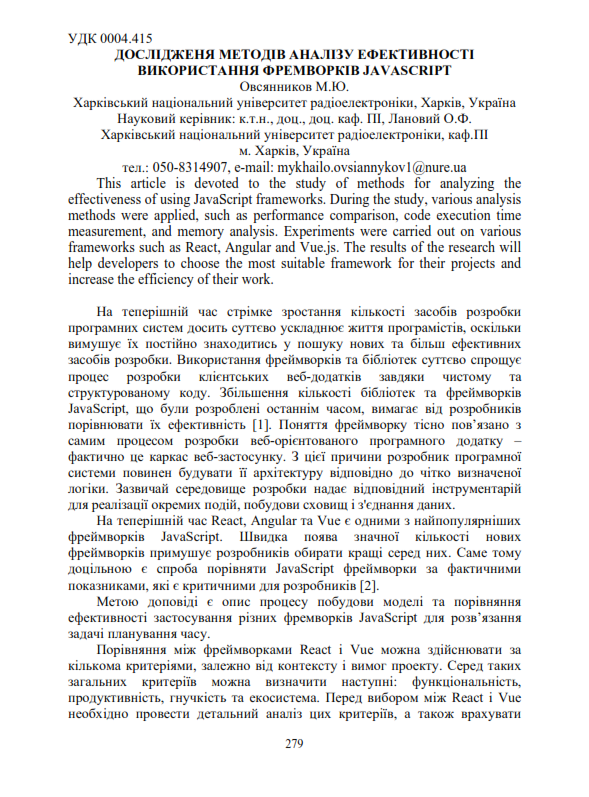 УДК 0004.415
ДОСЛІДЖЕНЯ МЕТОДІВ АНАЛІЗУ ЕФЕКТИВНОСТІ
ВИКОРИСТАННЯ ФРЕМВОРКІВ JAVASCRIPT
Овсянников М.Ю.
Харківський національний університет радіоелектроніки, Харків, Україна
Науковий керівник: к.т.н., доц., доц. каф. ПІ, Лановий О.Ф.
Харківський національний університет радіоелектроніки, каф.ПІ
м. Харків, Україна
тел.: 050-8314907, e-mail: mykhailo.ovsiannykov1@nure.ua
This article is devoted to the study of methods for analyzing the
effectiveness of using JavaScript frameworks. During the study, various analysis
methods were applied, such as performance comparison, code execution time
measurement, and memory analysis. Experiments were carried out on various
frameworks such as React, Angular and Vue.js. The results of the research will
help developers to choose the most suitable framework for their projects and
increase the efficiency of their work.
На теперішній час стрімке зростання кількості засобів розробки
програмних систем досить суттєво ускладнює життя програмістів, оскільки
вимушує їх постійно знаходитись у пошуку нових та більш ефективних
засобів розробки. Використання фреймворків та бібліотек суттєво спрощує
процес розробки клієнтських веб-додатків завдяки чистому та
структурованому коду. Збільшення кількості бібліотек та фреймворків
JavaScript, що були розроблені останнім часом, вимагає від розробників
порівнювати їх ефективність [1]. Поняття фреймворку тісно пов’язано з
самим процесом розробки веб-орієнтованого програмного додатку –
фактично це каркас веб-застосунку. З цієї причини розробник програмної
системи повинен будувати її архітектуру відповідно до чітко визначеної
логіки. Зазвичай середовище розробки надає відповідний інструментарій
для реалізації окремих подій, побудови сховищ і з'єднання даних.
На теперішній час React, Angular та Vue є одними з найпопулярніших
фреймворків JavaScript. Швидка поява значної кількості нових
фреймворків примушує розробників обирати кращі серед них. Саме тому
доцільною є спроба порівняти JavaScript фреймворки за фактичними
показниками, які є критичними для розробників [2].
Метою доповіді є опис процесу побудови моделі та порівняння
ефективності застосування різних фремворків JavaScript для розв’язання
задачі планування часу.
Порівняння між фреймворками React і Vue можна здійснювати за
кількома критеріями, залежно від контексту і вимог проекту. Серед таких
загальних критеріїв можна визначити наступні: функціональність,
продуктивність, гнучкість та екосистема. Перед вибором між React і Vue
необхідно провести детальний аналіз цих критеріїв, а також врахувати
279